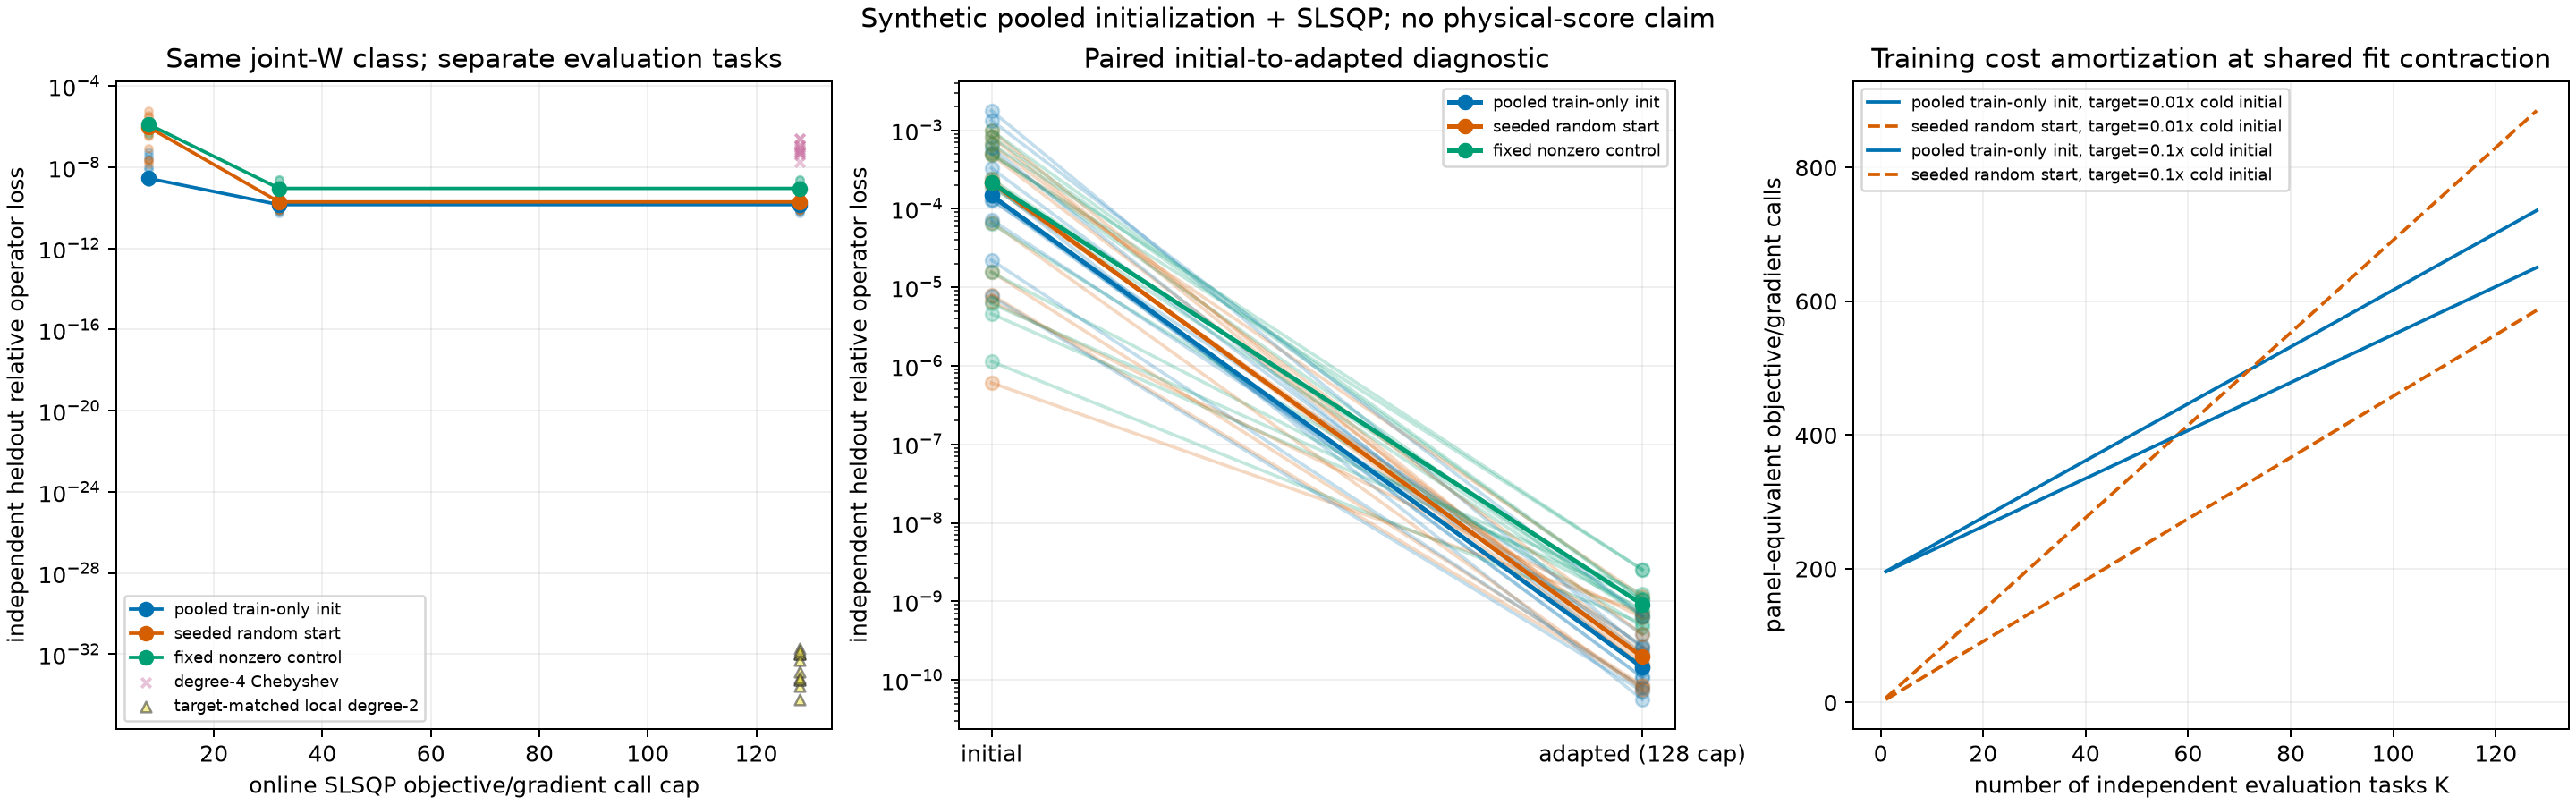 Synthetic pooled initialization + SLSQP; no physical-score claim
Same joint-W class; separate evaluation tasks
independent heldout relative operator loss
10−4
10−8
10−12
10−16
10−20
10−24
10−28
10−32
pooled train-only init
seeded random start
fixed nonzero control
degree-4 Chebyshev
target-matched local degree-2
20 40 60 80 100 120
online SLSQP objective/gradient call cap
Paired initial-to-adapted diagnostic
independent heldout relative operator loss
10−3
10−4
10−5
10−6
10−7
10−8
10−9
10−10
pooled train-only init
seeded random start
fixed nonzero control
initial adapted (128 cap)
Training cost amortization at shared fit contraction
panel-equivalent objective/gradient calls
800
600
400
200
0
pooled train-only init, target=0.01x cold initial
seeded random start, target=0.01x cold initial
pooled train-only init, target=0.1x cold initial
seeded random start, target=0.1x cold initial
0 20 40 60 80 100 120
number of independent evaluation tasks K